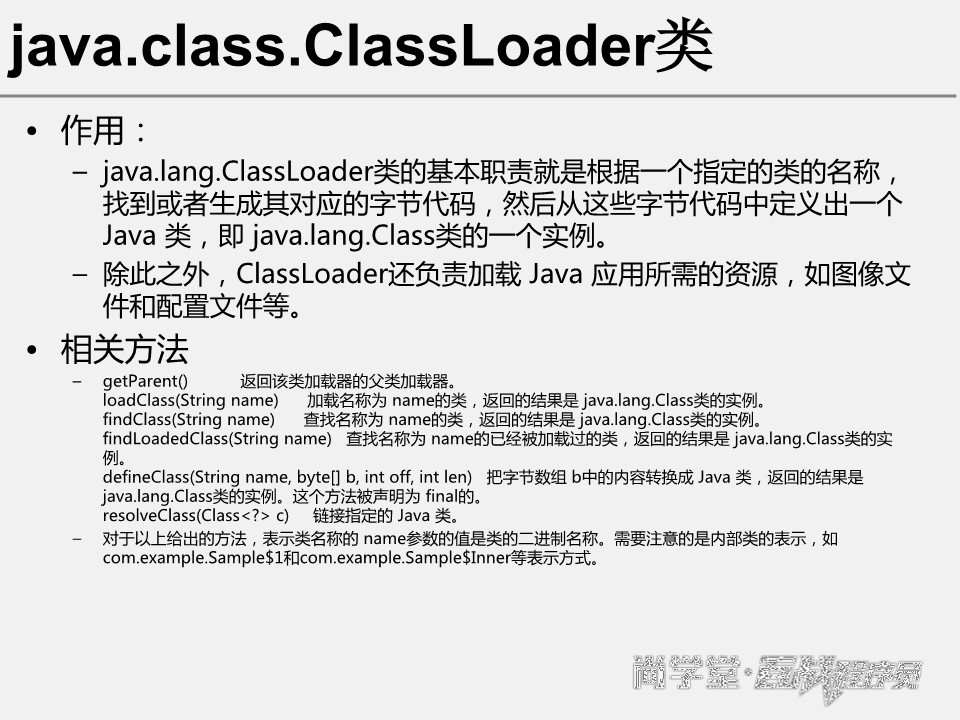 java.class.ClassLoader类
• 作用：
– java.lang.ClassLoader类的基本职责就是根据一个指定的类的名称，
找到或者生成其对应的字节代码，然后从这些字节代码中定义出一个
Java 类，即 java.lang.Class类的一个实例。
– 除此之外，ClassLoader还负责加载 Java 应用所需的资源，如图像文
件和配置文件等。
• 相关方法
– getParent() 返回该类加载器的父类加载器。
loadClass(String name) 加载名称为 name的类，返回的结果是 java.lang.Class类的实例。
findClass(String name) 查找名称为 name的类，返回的结果是 java.lang.Class类的实例。
findLoadedClass(String name) 查找名称为 name的已经被加载过的类，返回的结果是 java.lang.Class类的实
例。
defineClass(String name, byte[] b, int off, int len) 把字节数组 b中的内容转换成 Java 类，返回的结果是
java.lang.Class类的实例。这个方法被声明为 final的。
resolveClass(Class<?> c) 链接指定的 Java 类。
– 对于以上给出的方法，表示类名称的 name参数的值是类的二进制名称。需要注意的是内部类的表示，如
com.example.Sample$1和com.example.Sample$Inner等表示方式。
尚学堂·实战程序员